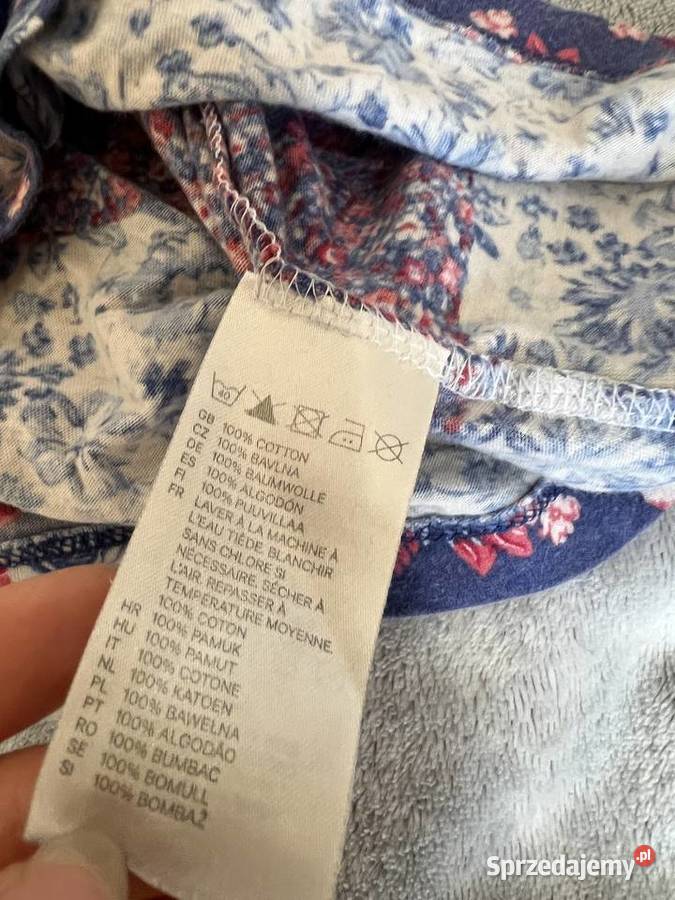 40
GB 100% COTTON
CZ 100% BAVLNA
DE 100% BAUMWOLLE
ES 100% ALGODÓN
FI 100% PUUVILLAA
FR LAVER À LA MACHINE À
L'EAU TIÈDE. BLANCHIR
SANS CHLORE SI
NÉCESSAIRE. SÉCHER À
L'AIR. REPASSER À
TEMPÉRATURE MOYENNE.
100% COTON
HR 100% PAMUK
HU 100% PAMUT
IT 100% COTONE
NL 100% KATOEN
PL 100% BAWEŁNA
PT 100% ALGODÃO
RO 100% BUMBAC
SE 100% BOMULL
SI 100% BOMBAŽ
Sprzedajemy.pl